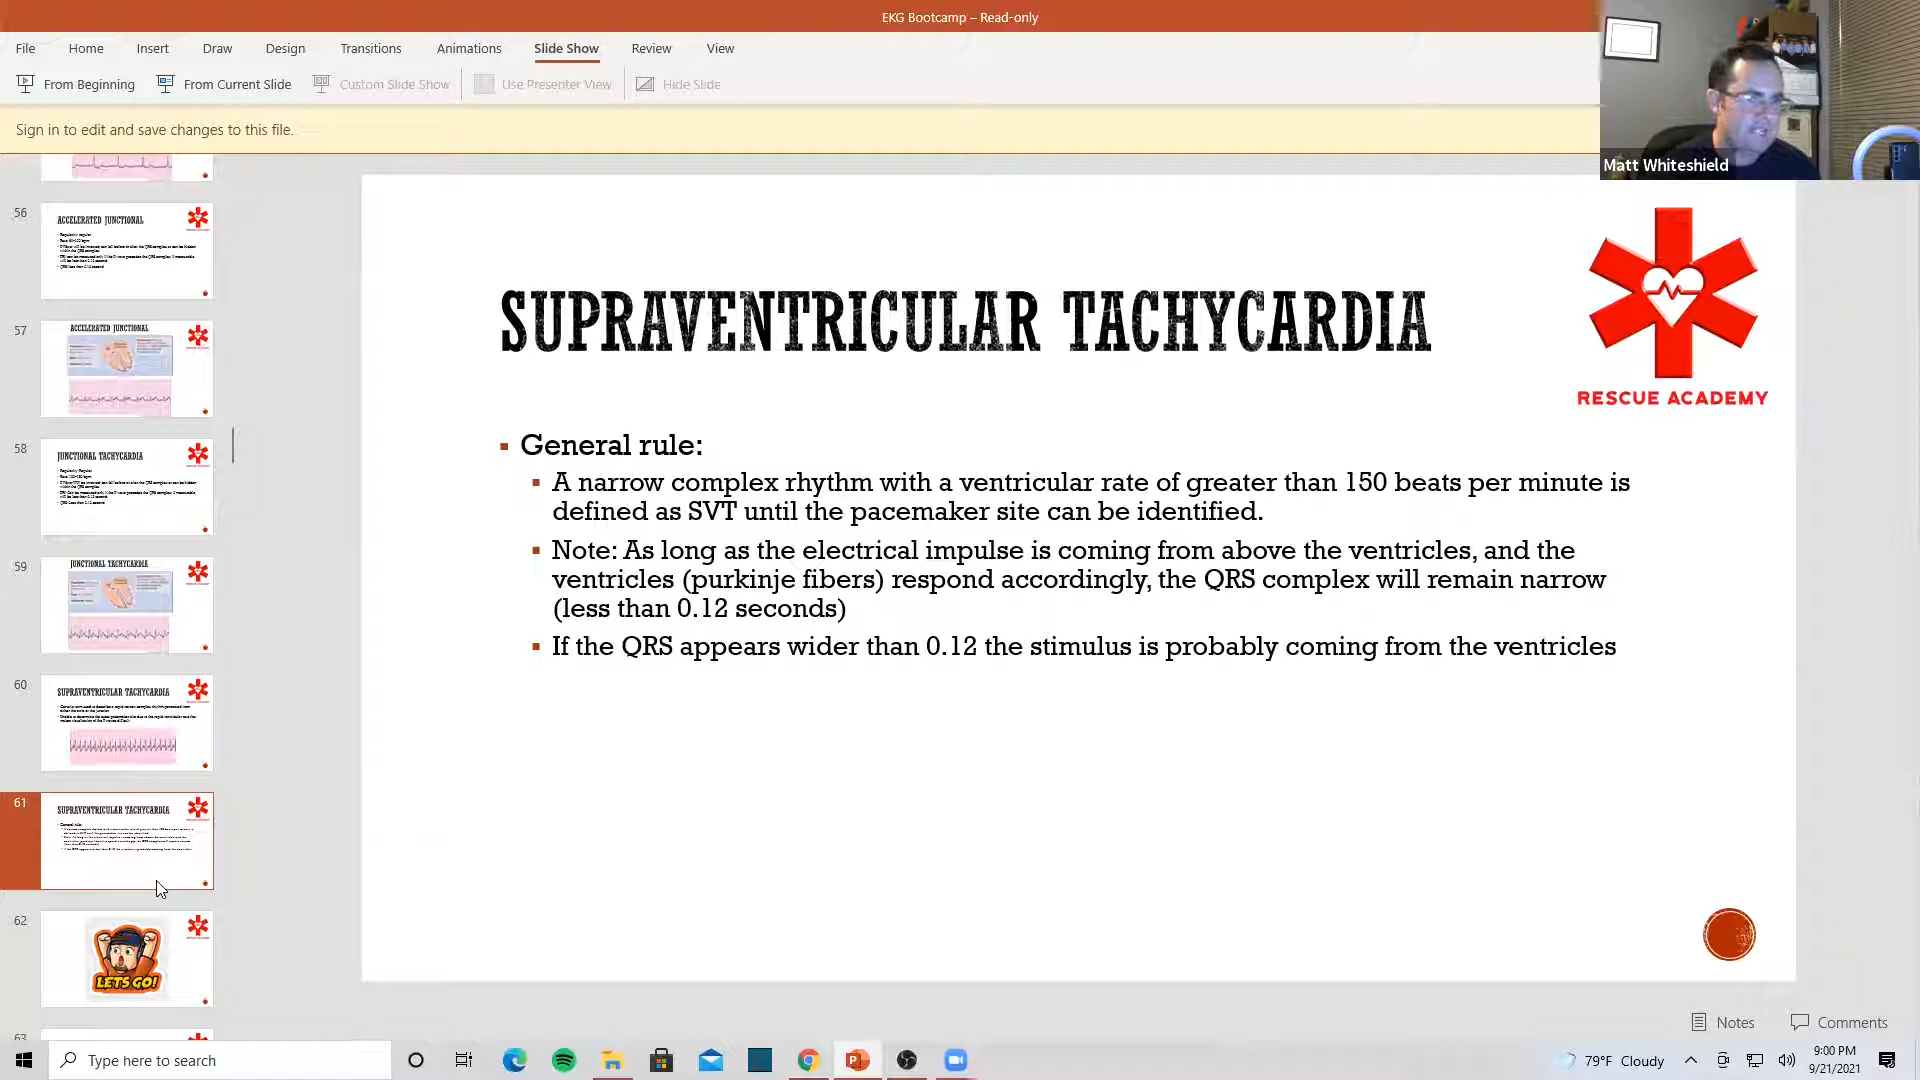 EKG Bootcamp – Read-only
File Home Insert Draw Design Transitions Animations Slide Show Review View
From Beginning From Current Slide Custom Slide Show Use Presenter View Hide Slide
Sign in to edit and save changes to this file.
Matt Whiteshield
56
ACCELERATED JUNCTIONAL
57
ACCELERATED JUNCTIONAL
58
JUNCTIONAL TACHYCARDIA
59
JUNCTIONAL TACHYCARDIA
60
SUPRAVENTRICULAR TACHYCARDIA
61
SUPRAVENTRICULAR TACHYCARDIA
General rule:
62
LETS GO!
63
SUPRAVENTRICULAR TACHYCARDIA
RESCUE ACADEMY
▪ General rule:
▪ A narrow complex rhythm with a ventricular rate of greater than 150 beats per minute is
defined as SVT until the pacemaker site can be identified.
▪ Note: As long as the electrical impulse is coming from above the ventricles, and the
ventricles (purkinje fibers) respond accordingly, the QRS complex will remain narrow
(less than 0.12 seconds)
▪ If the QRS appears wider than 0.12 the stimulus is probably coming from the ventricles
Notes Comments
Type here to search
79°F Cloudy
9:00 PM
9/21/2021